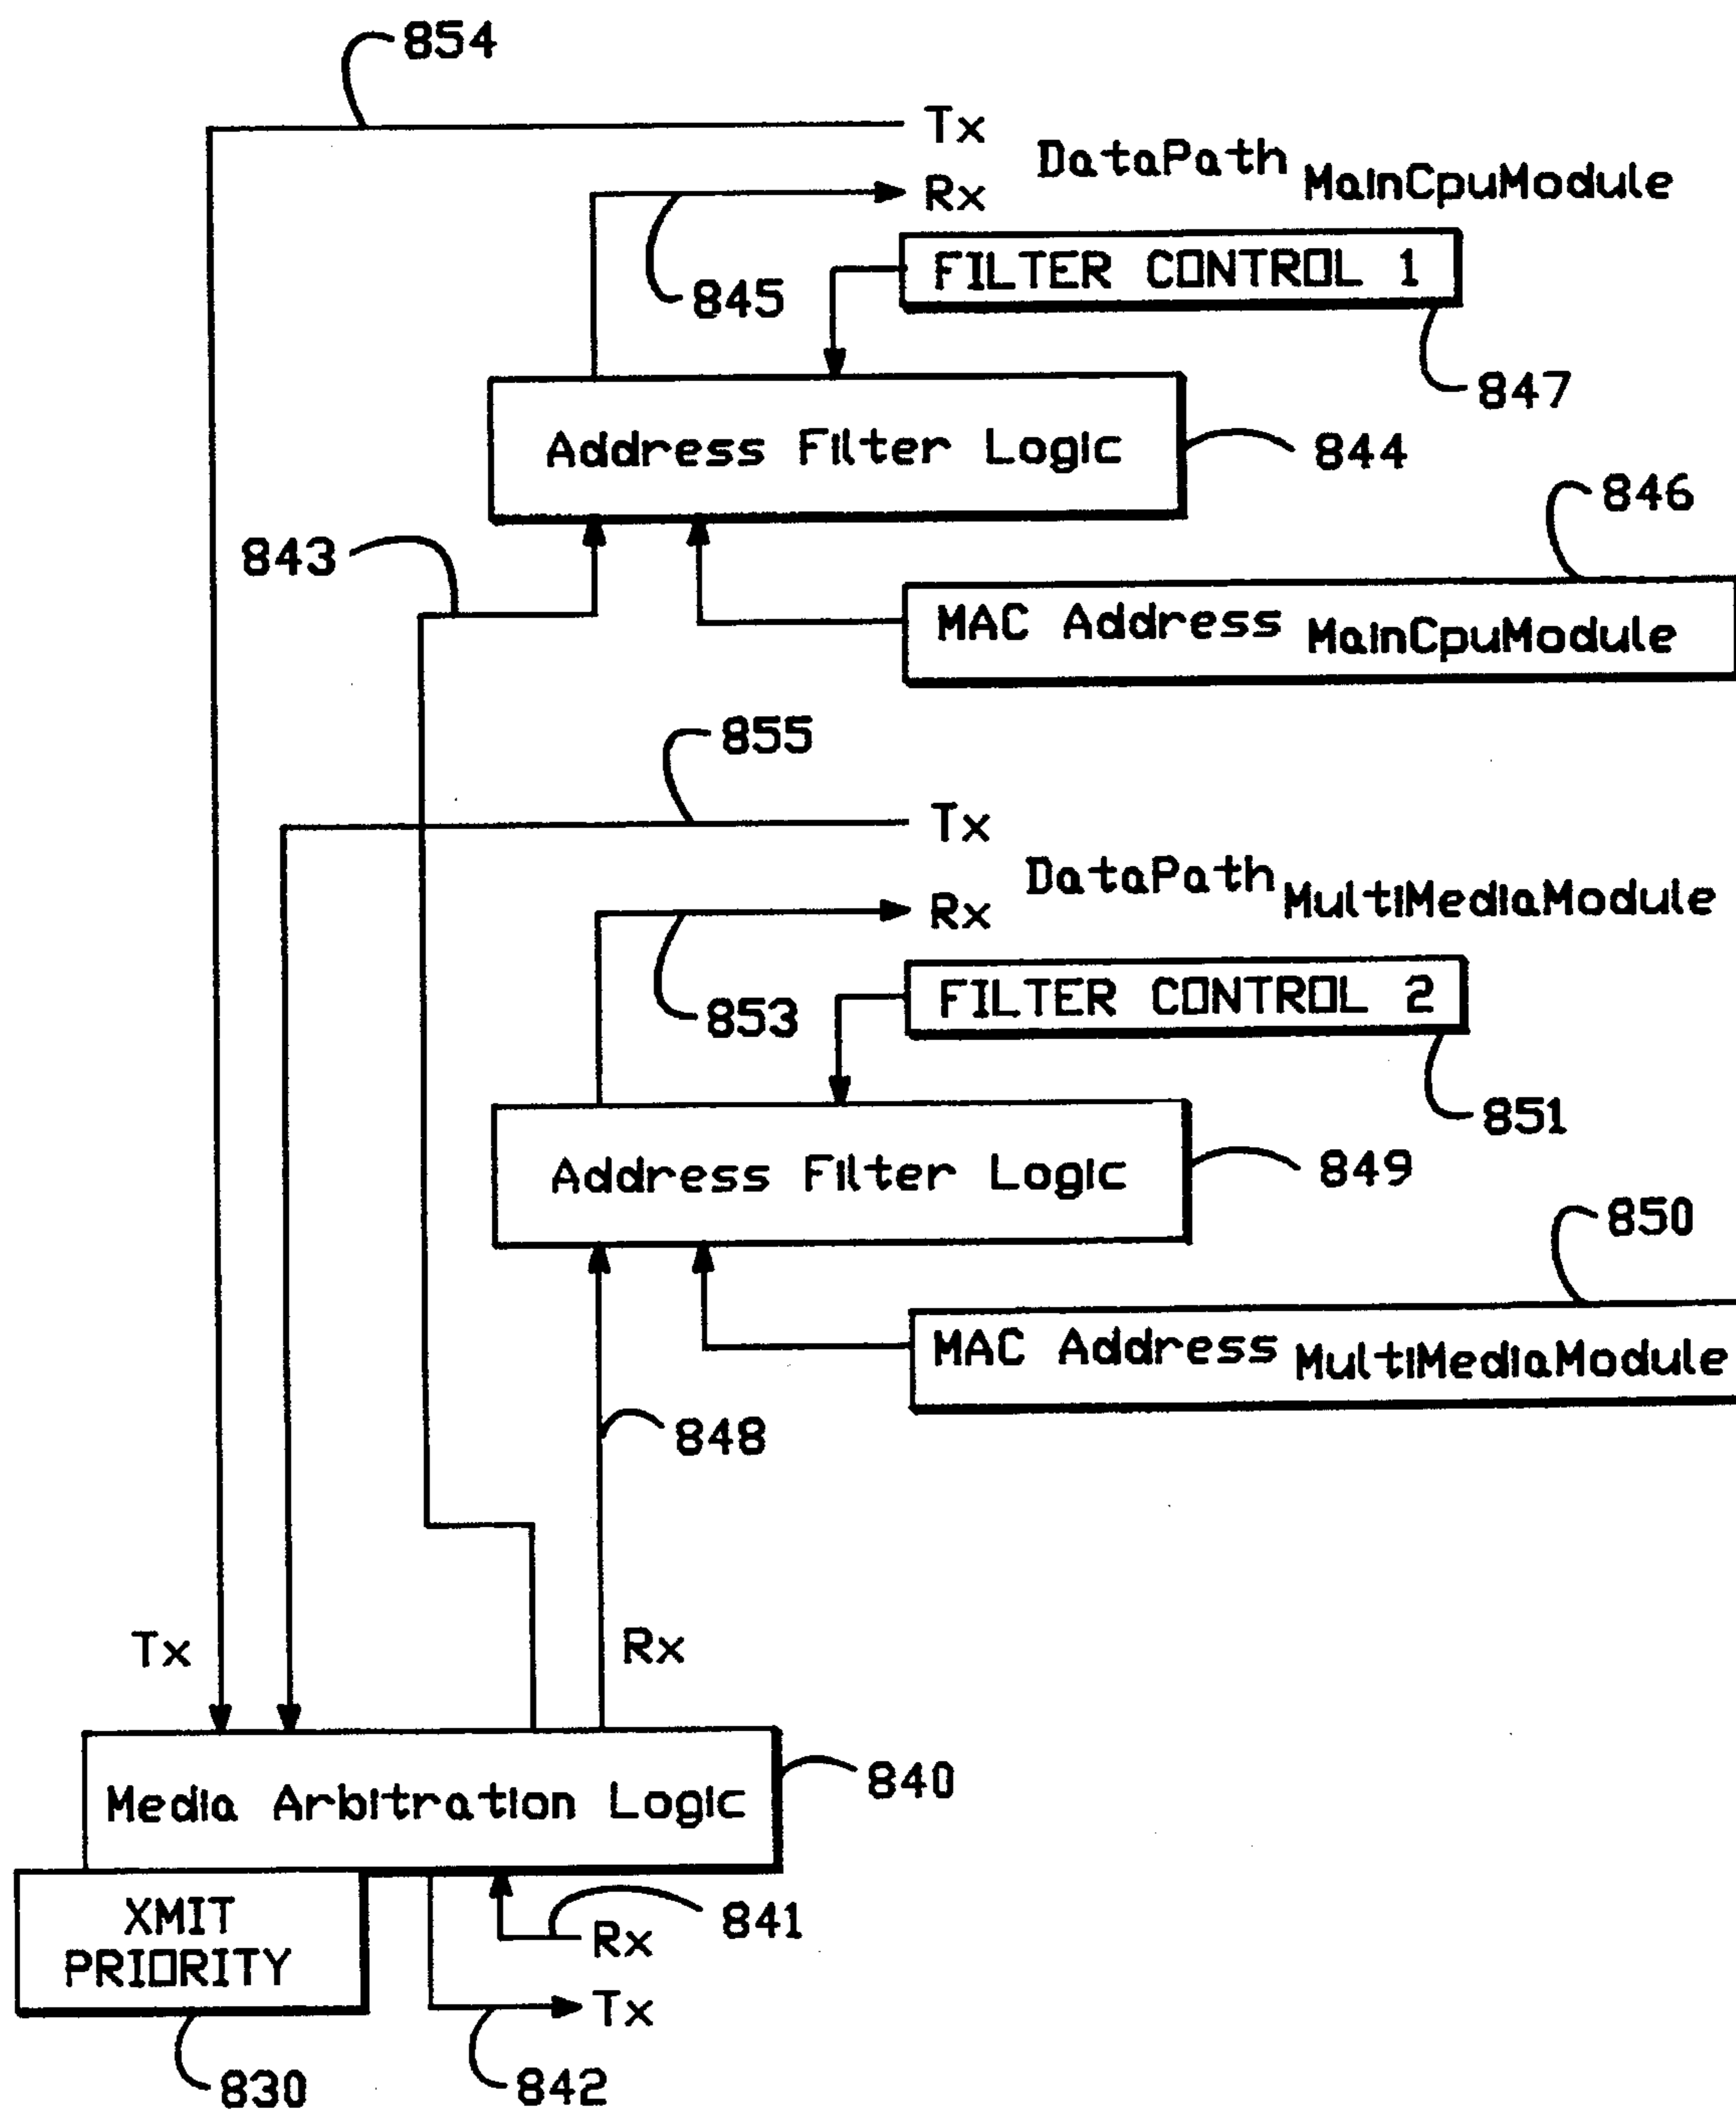 854
Tx
DataPath MainCpuModule
Rx
845
FILTER CONTROL 1
847
Address Filter Logic
844
846
843
MAC Address MainCpuModule
855
Tx
DataPath MultiMediaModule
Rx
853
FILTER CONTROL 2
851
Address Filter Logic
849
850
MAC Address MultiMediaModule
848
Tx
Rx
Media Arbitration Logic
840
XMIT
PRIORITY
841
Rx
Tx
830
842